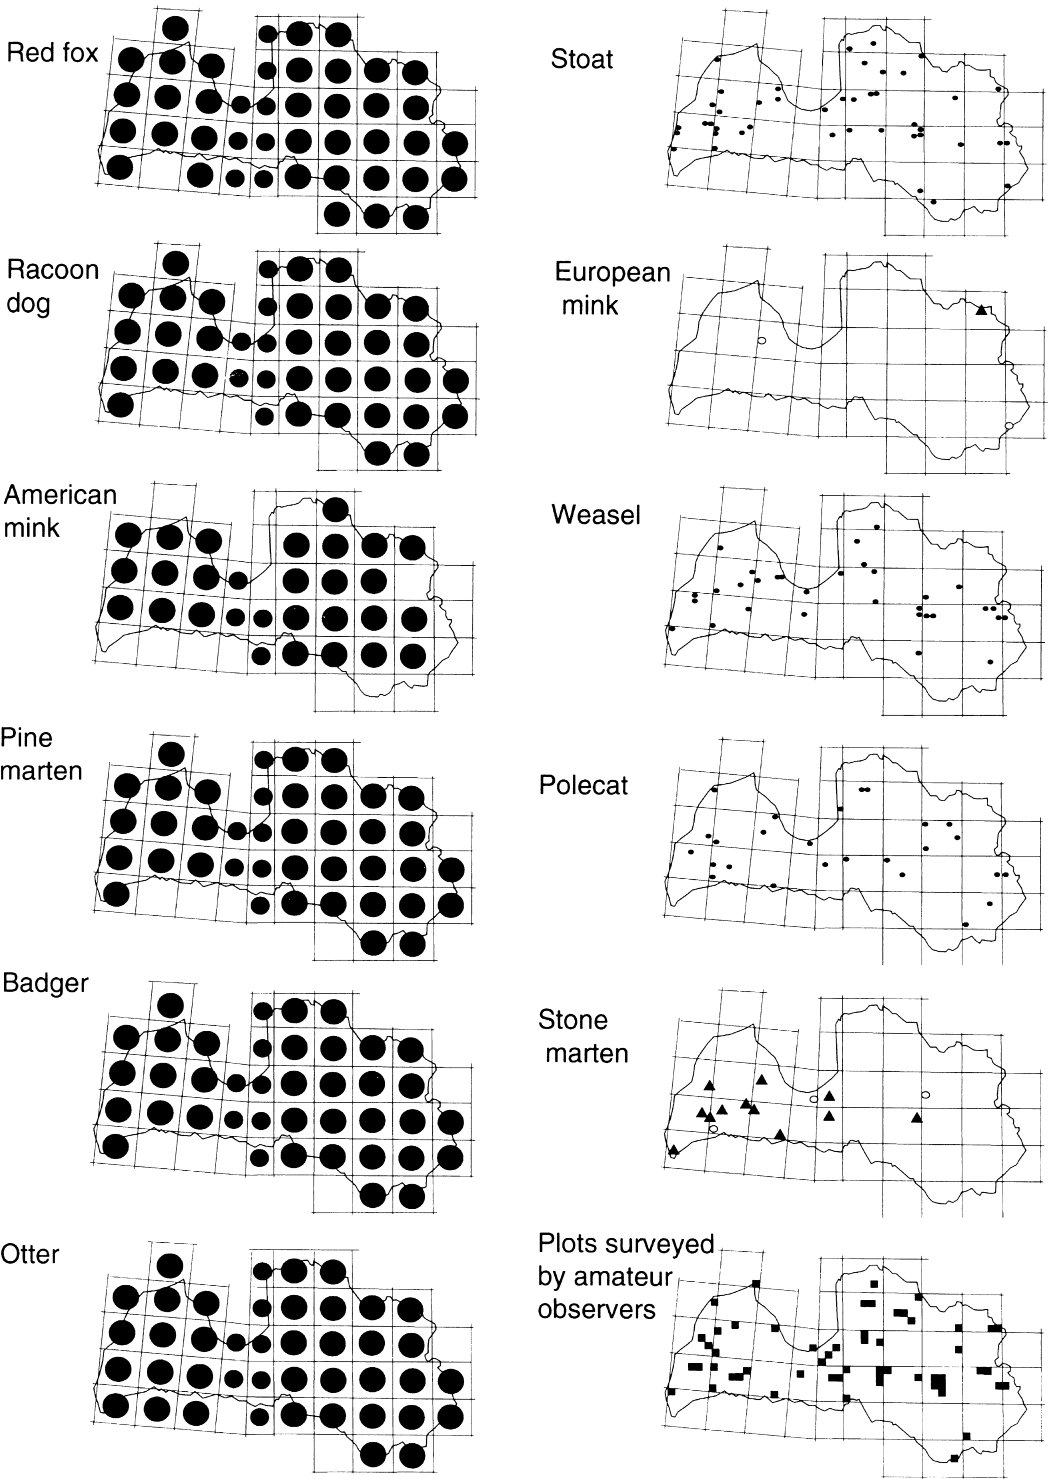 Red fox
Racoon
dog
American
mink
Pine
marten
Badger
Otter
Stoat
European
mink
Weasel
Polecat
Stone
marten
Plots surveyed
by amateur
observers